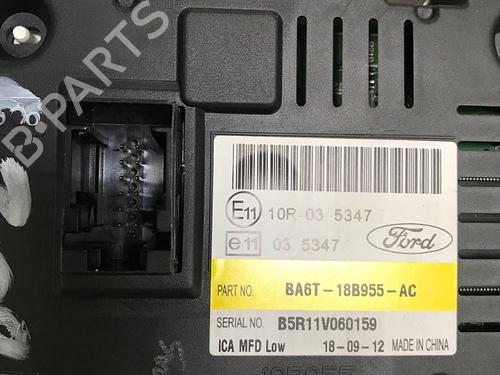 B-PARTS
E11 10R-03 5347
e11 03 5347
Ford
PART NO. BA6T-18B955-AC
SERIAL NO. B5R11V060159
ICA MFD Low 18-09-12 MADE IN CHINA